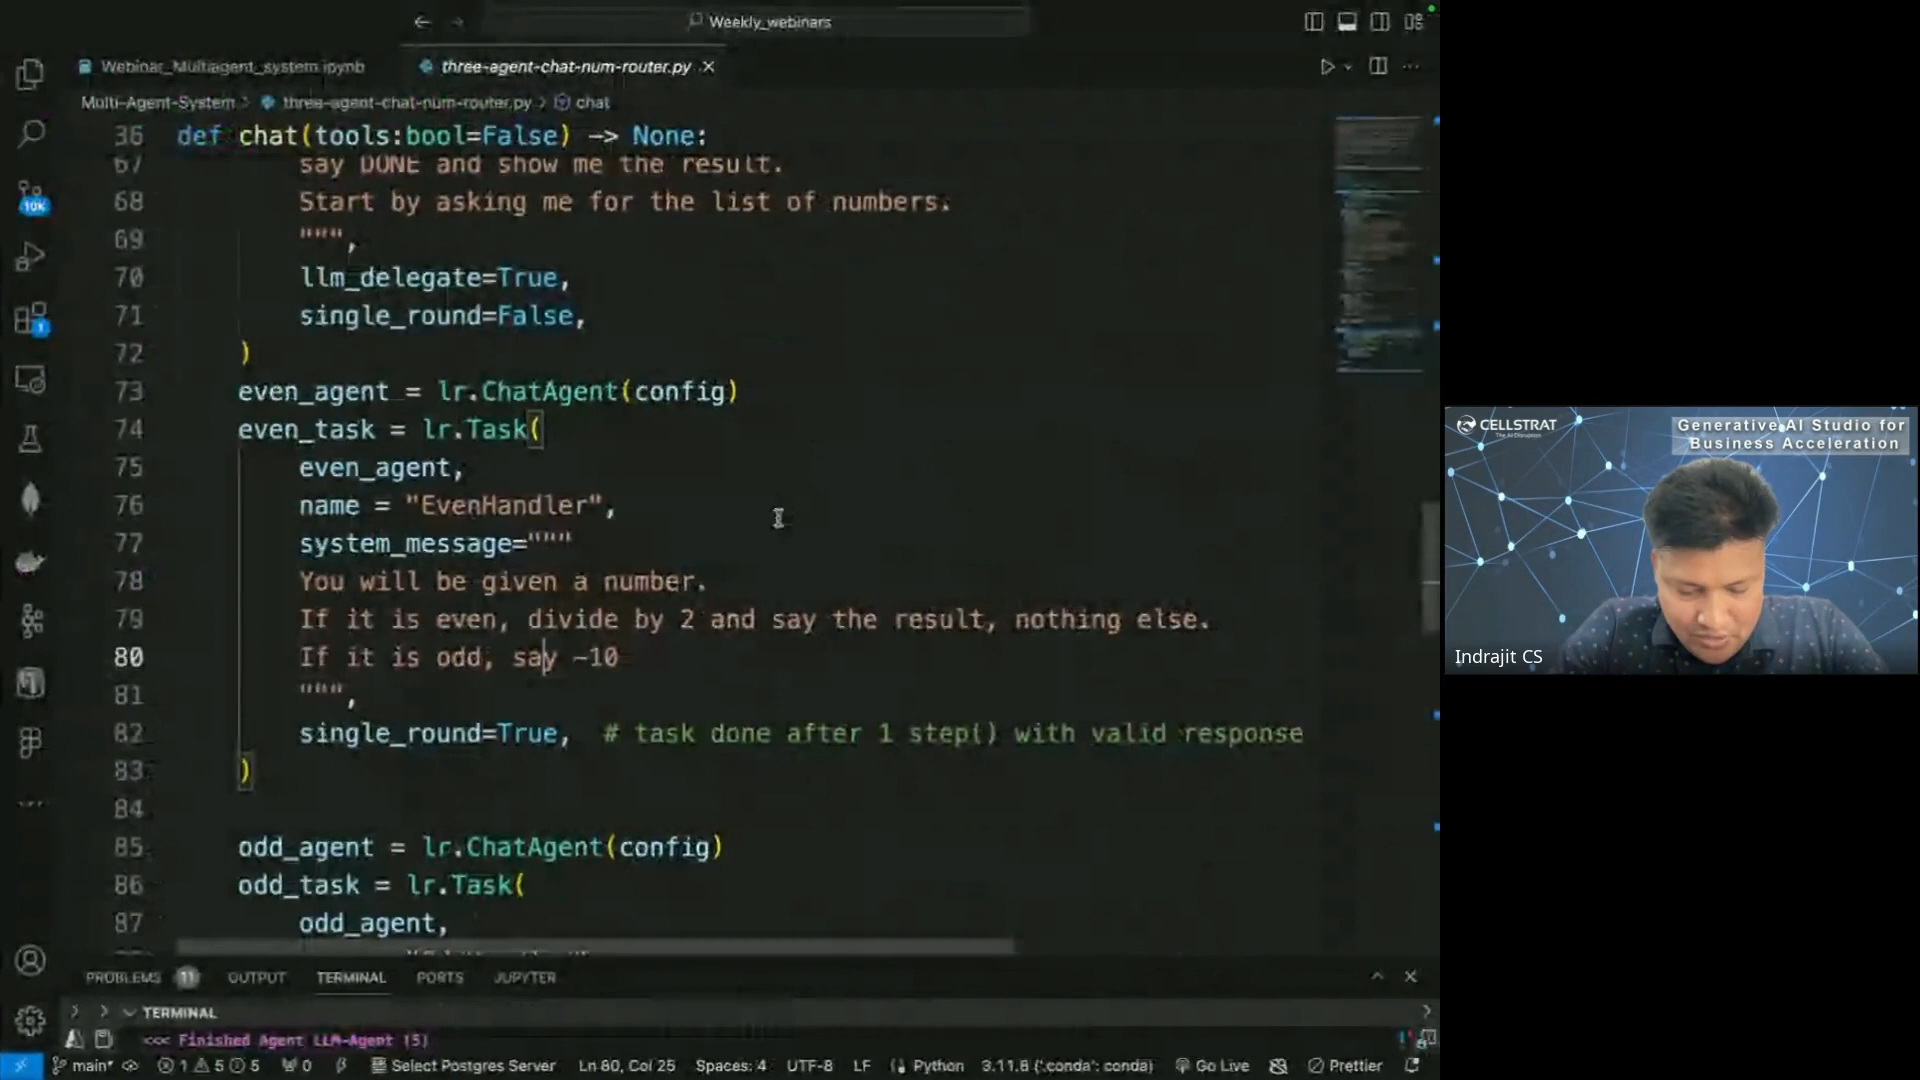 Weekly_webinars
Webinar_Multiagent_system.ipynb
three-agent-chat-num-router.py
Multi-Agent-System > three-agent-chat-num-router.py > chat
36 def chat(tools:bool=False) -> None:
67 say DONE and show me the result.
68 Start by asking me for the list of numbers.
69 """,
70 llm_delegate=True,
71 single_round=False,
72 )
73 even_agent = lr.ChatAgent(config)
74 even_task = lr.Task(
75 even_agent,
76 name = "EvenHandler",
77 system_message="""
78 You will be given a number.
79 If it is even, divide by 2 and say the result, nothing else.
80 If it is odd, say -10
81 """,
82 single_round=True,  # task done after 1 step() with valid response
83 )
84
85 odd_agent = lr.ChatAgent(config)
86 odd_task = lr.Task(
87 odd_agent,
10K
1
PROBLEMS 11 OUTPUT TERMINAL PORTS JUPYTER
TERMINAL
<<< Finished Agent LLM-Agent (5)
main* 1 5 5 0 Select Postgres Server Ln 80, Col 25 Spaces: 4 UTF-8 LF Python 3.11.8 ('.conda': conda) Go Live Prettier
CELLSTRAT
The AI Disruption
Generative AI Studio for
Business Acceleration
Indrajit CS